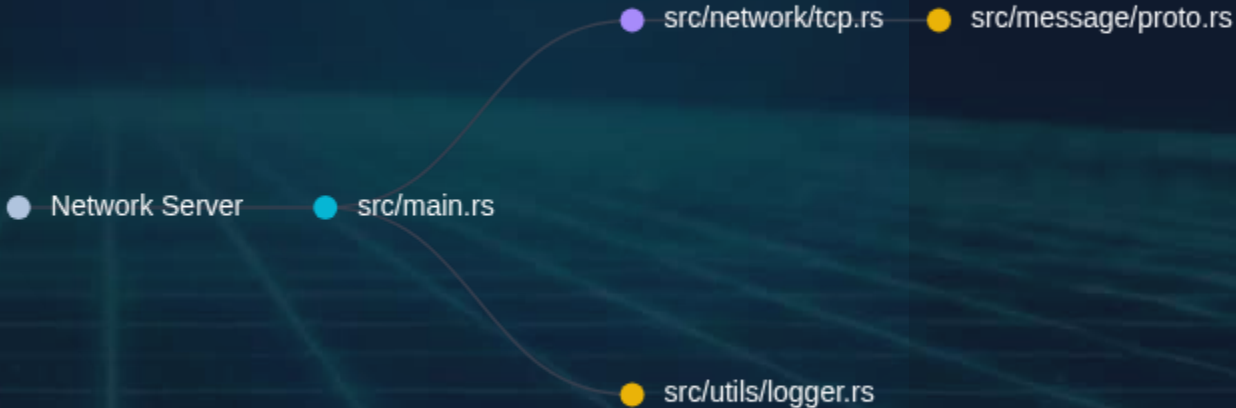 src/network/tcp.rs src/message/proto.rs
Network Server src/main.rs
src/utils/logger.rs